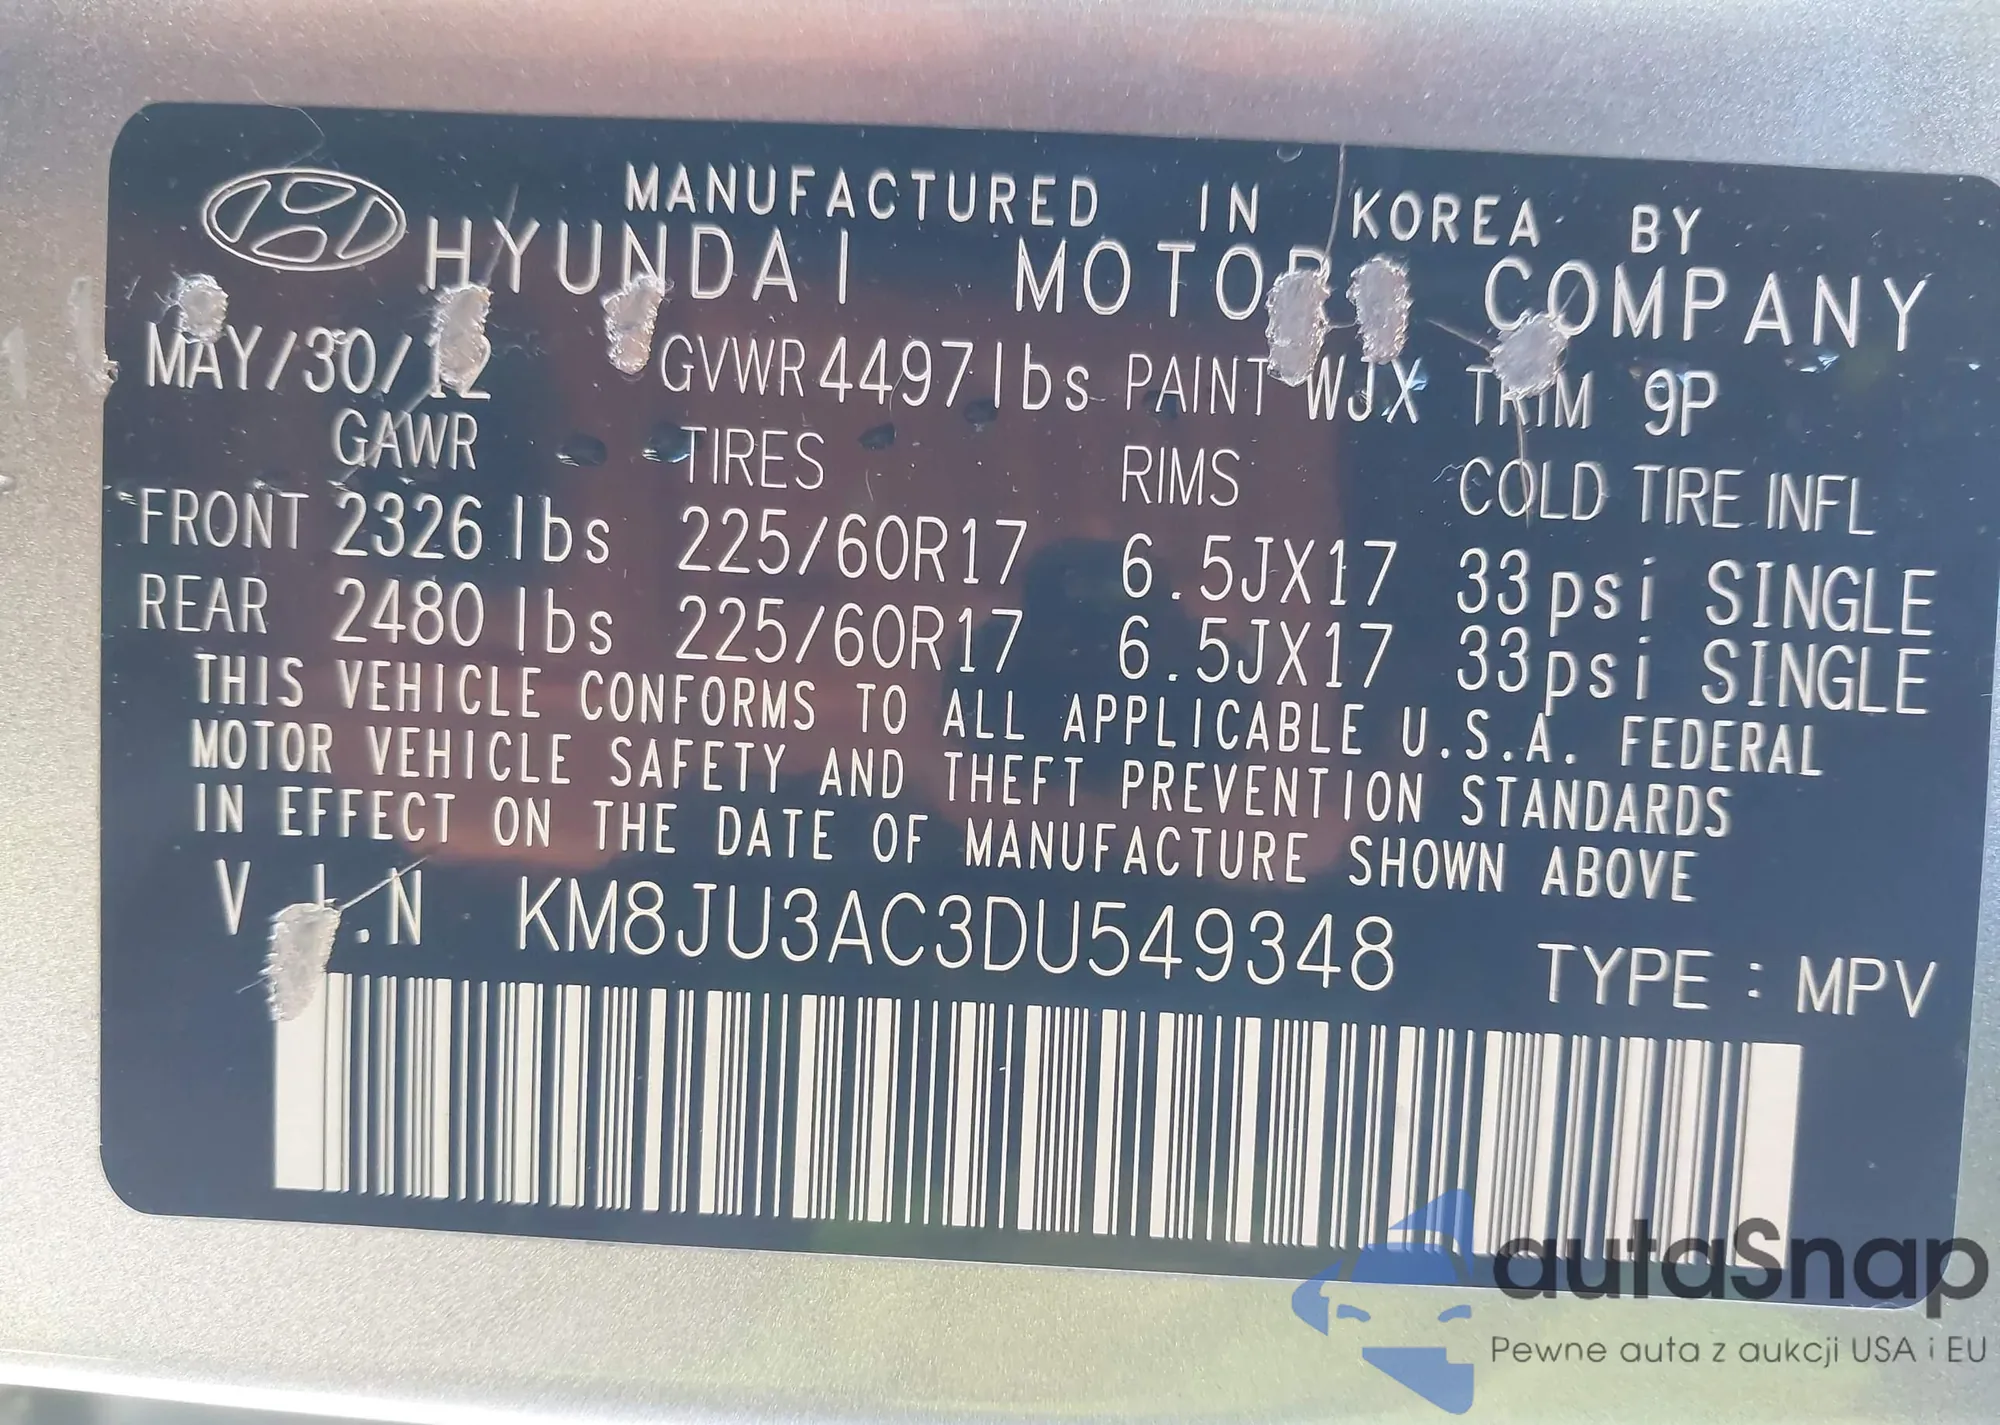 MANUFACTURED IN KOREA BY
HYUNDAI MOTOR COMPANY
MAY/30/12 GVWR 4497 lbs PAINT WJX TRIM 9P
GAWR TIRES RIMS COLD TIRE INFL
FRONT 2326 lbs 225/60R17 6.5JX17 33psi SINGLE
REAR 2480 lbs 225/60R17 6.5JX17 33psi SINGLE
THIS VEHICLE CONFORMS TO ALL APPLICABLE U.S.A. FEDERAL
MOTOR VEHICLE SAFETY AND THEFT PREVENTION STANDARDS
IN EFFECT ON THE DATE OF MANUFACTURE SHOWN ABOVE
V.I.N KM8JU3AC3DU549348 TYPE : MPV
autaSnap
Pewne auta z aukcji USA i EU